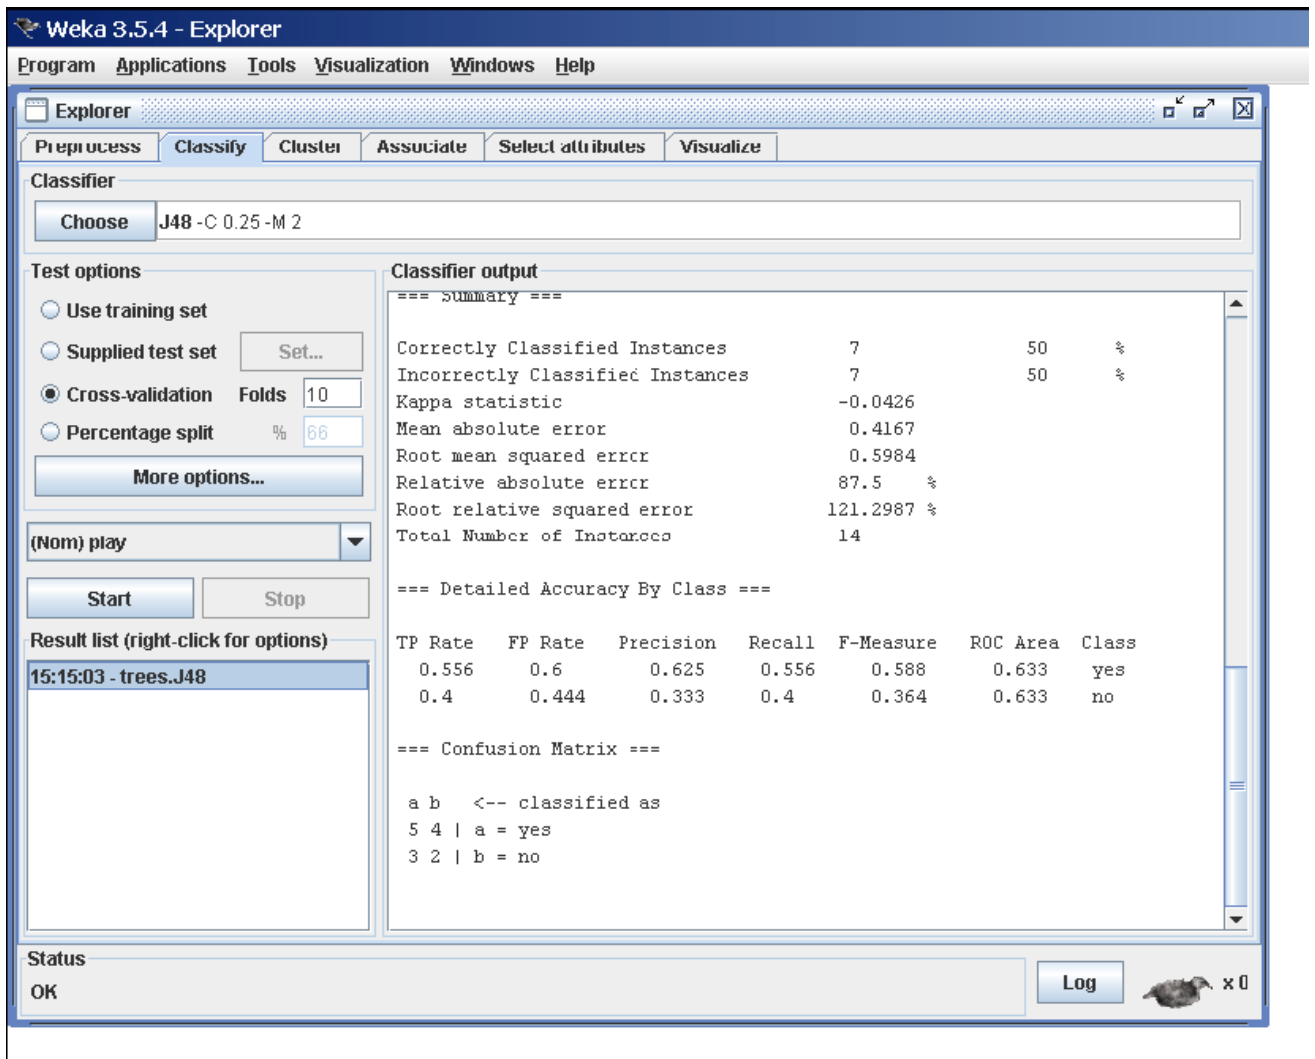 Weka 3.5.4 - Explorer
Program Applications Tools Visualization Windows Help
Explorer
Preprocess Classify Cluster Associate Select attributes Visualize
Classifier
Choose J48 -C 0.25 -M 2
Test options
Use training set
Supplied test set Set...
Cross-validation Folds 10
Percentage split % 66
More options...
(Nom) play
Start Stop
Result list (right-click for options)
15:15:03 - trees.J48
Classifier output
=== Summary ===
Correctly Classified Instances 7 50 %
Incorrectly Classified Instances 7 50 %
Kappa statistic -0.0426
Mean absolute error 0.4167
Root mean squared error 0.5984
Relative absolute error 87.5 %
Root relative squared error 121.2987 %
Total Number of Instances 14
=== Detailed Accuracy By Class ===
TP Rate FP Rate Precision Recall F-Measure ROC Area Class
0.556 0.6 0.625 0.556 0.588 0.633 yes
0.4 0.444 0.333 0.4 0.364 0.633 no
=== Confusion Matrix ===
a b <-- classified as
5 4 | a = yes
3 2 | b = no
Status
OK
Log x 0